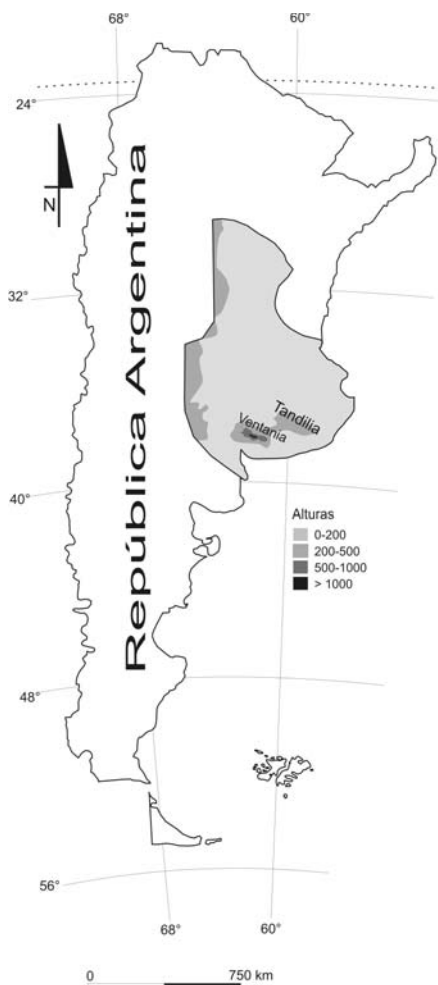 68°
60°
24°
N
República Argentina
32°
Tandilia
Ventania
40°
Alturas
0-200
200-500
500-1000
> 1000
48°
56°
68°
60°
0
750 km